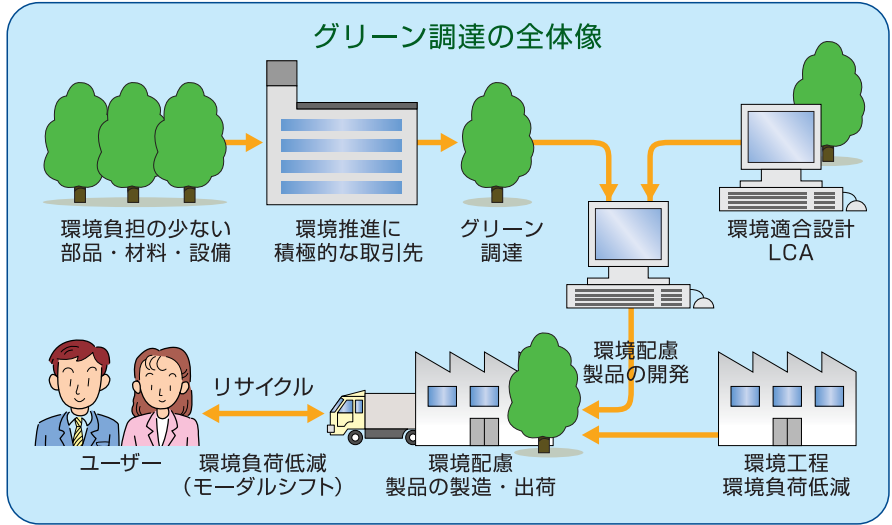 グリーン調達の全体像
環境負担の少ない
部品・材料・設備
環境推進に
積極的な取引先
グリーン
調達
環境適合設計
LCA
環境配慮
製品の開発
リサイクル
ユーザー
環境負荷低減
（モーダルシフト）
環境配慮
製品の製造・出荷
環境工程
環境負荷低減